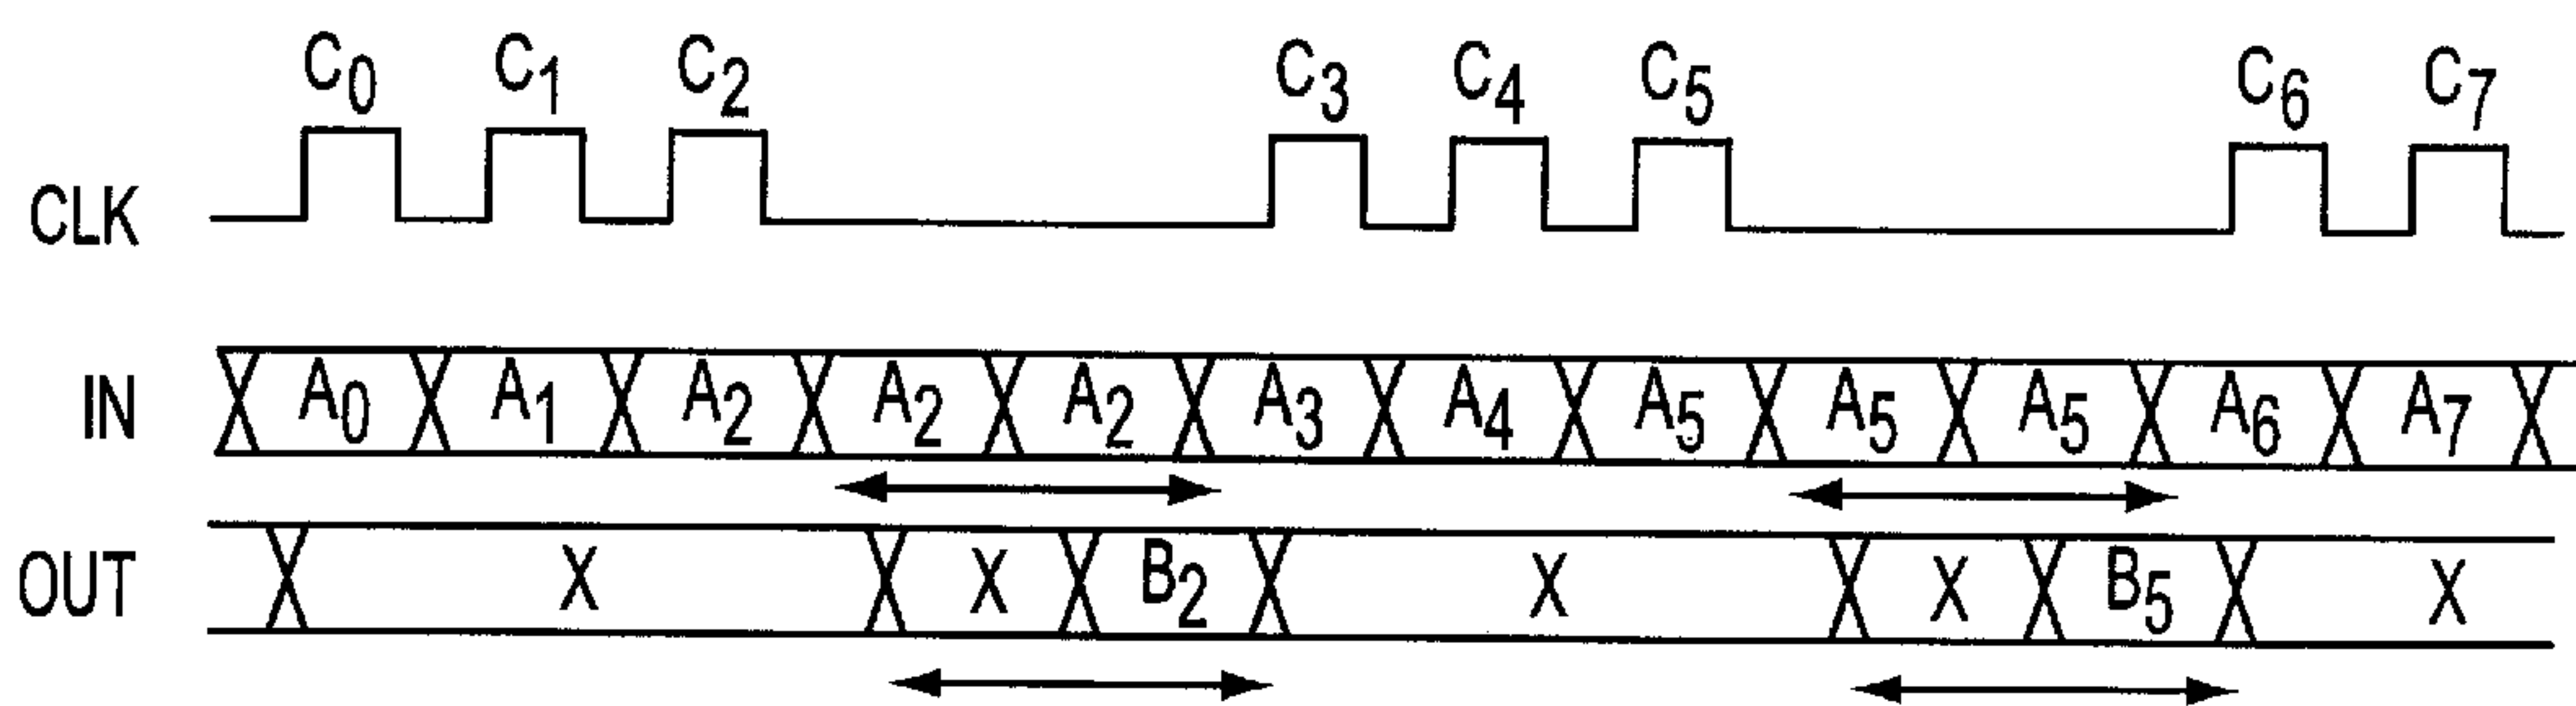 C0 C1 C2 C3 C4 C5 C6 C7
CLK
IN A0 A1 A2 A2 A2 A3 A4 A5 A5 A5 A6 A7
OUT X X B2 X X B5 X